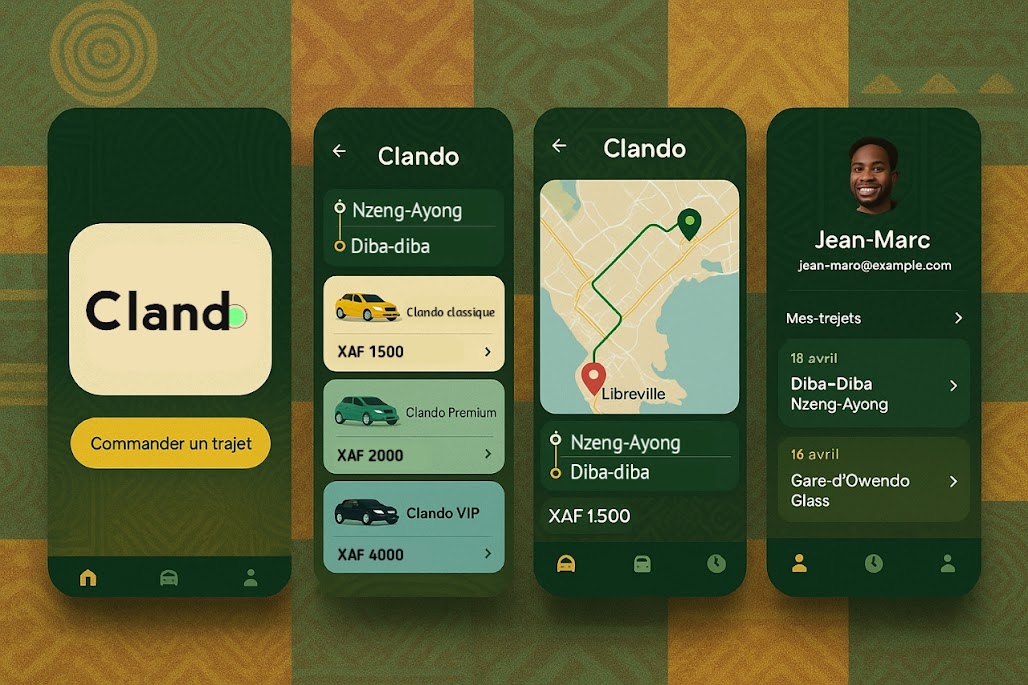 Clando
Commander un trajet
Clando
Nzeng-Ayong
Diba-diba
Clando classique
XAF 1500
Clando Premium
XAF 2000
Clando VIP
XAF 4000
Clando
Libreville
Nzeng-Ayong
Diba-diba
XAF 1.500
Jean-Marc
jean-maro@example.com
Mes-trejets
18 avril
Diba-Diba
Nzeng-Ayong
16 avril
Gare-d'Owendo
Glass